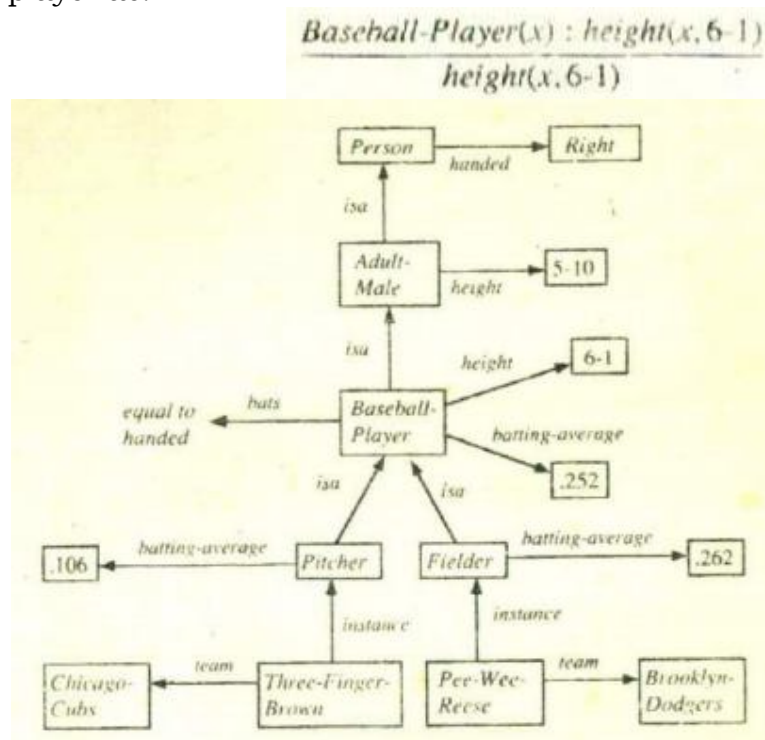 Baseball-Player(x) : height(x, 6-1)
height(x, 6-1)
Person
handed
Right
isa
Adult-
Male
height
5-10
isa
height
6-1
equal to
handed
bats
Baseball-
Player
batting-average
.252
isa
isa
.106
batting-average
Pitcher
Fielder
batting-average
.262
instance
instance
Chicago-
Cubs
team
Three-Finger-
Brown
Pee-Wee-
Reese
team
Brooklyn-
Dodgers